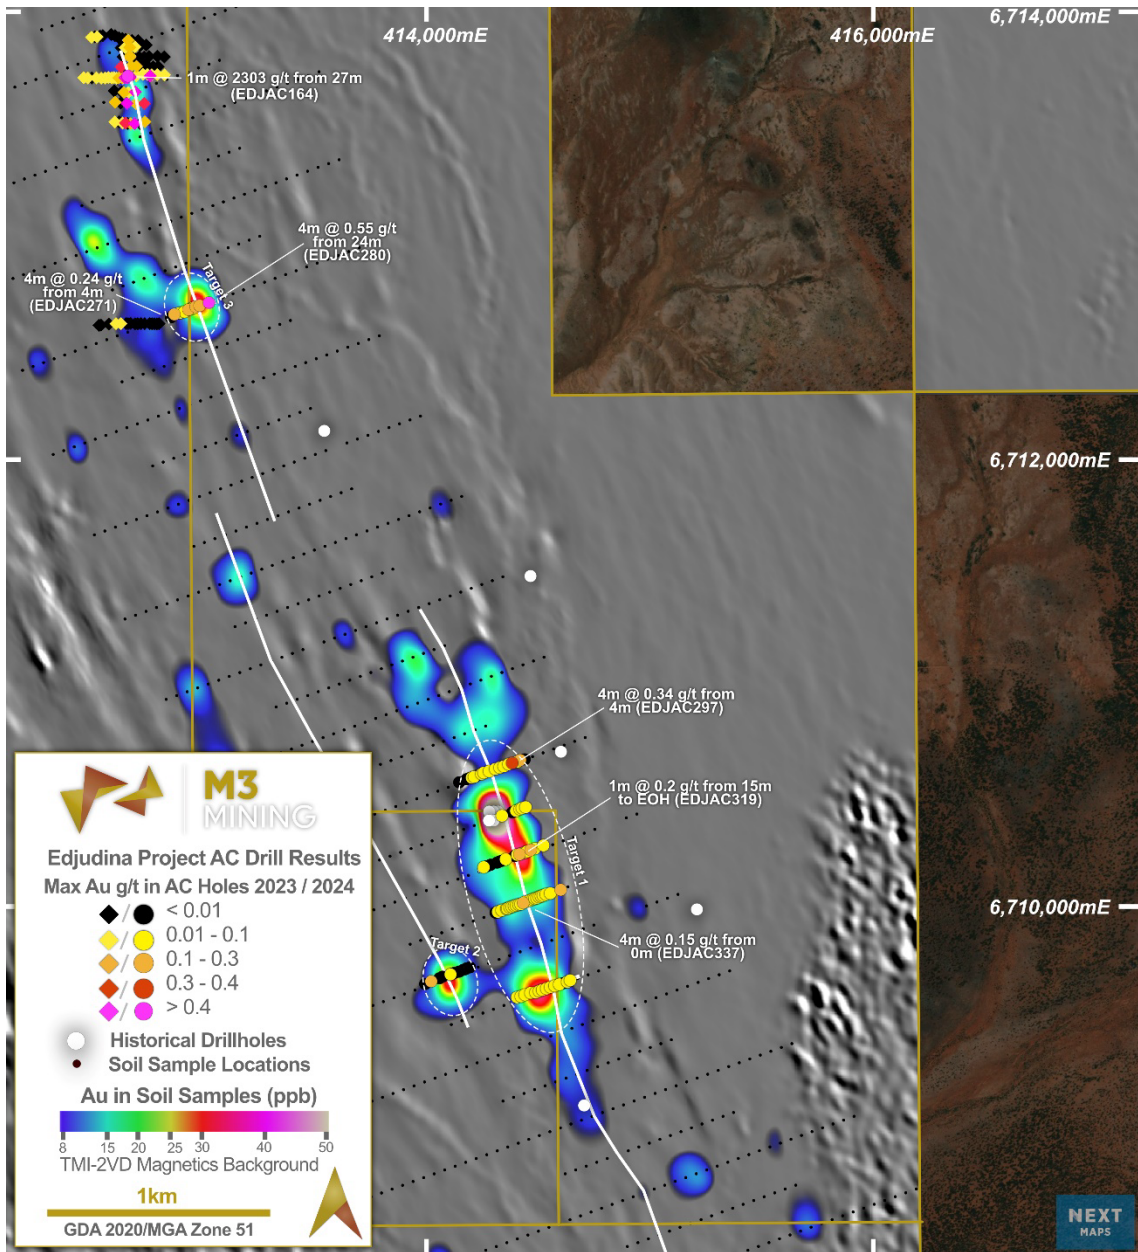 6,714,000mE
414,000mE
416,000mE
1m @ 2303 g/t from 27m
(EDJAC164)
4m @ 0.55 g/t
from 24m
(EDJAC280)
4m @ 0.24 g/t
from 4m
(EDJAC271)
Target 3
6,712,000mE
4m @ 0.34 g/t from
4m (EDJAC297)
1m @ 0.2 g/t from 15m
to EOH (EDJAC319)
Target 1
6,710,000mE
4m @ 0.15 g/t from
0m (EDJAC337)
Target 2
M3
MINING
Edjudina Project AC Drill Results
Max Au g/t in AC Holes 2023 / 2024
/ < 0.01
/ 0.01 - 0.1
/ 0.1 - 0.3
/ 0.3 - 0.4
/ > 0.4
Historical Drillholes
Soil Sample Locations
Au in Soil Samples (ppb)
8 15 20 25 30 40 50
TMI-2VD Magnetics Background
1km
GDA 2020/MGA Zone 51
NEXT
MAPS